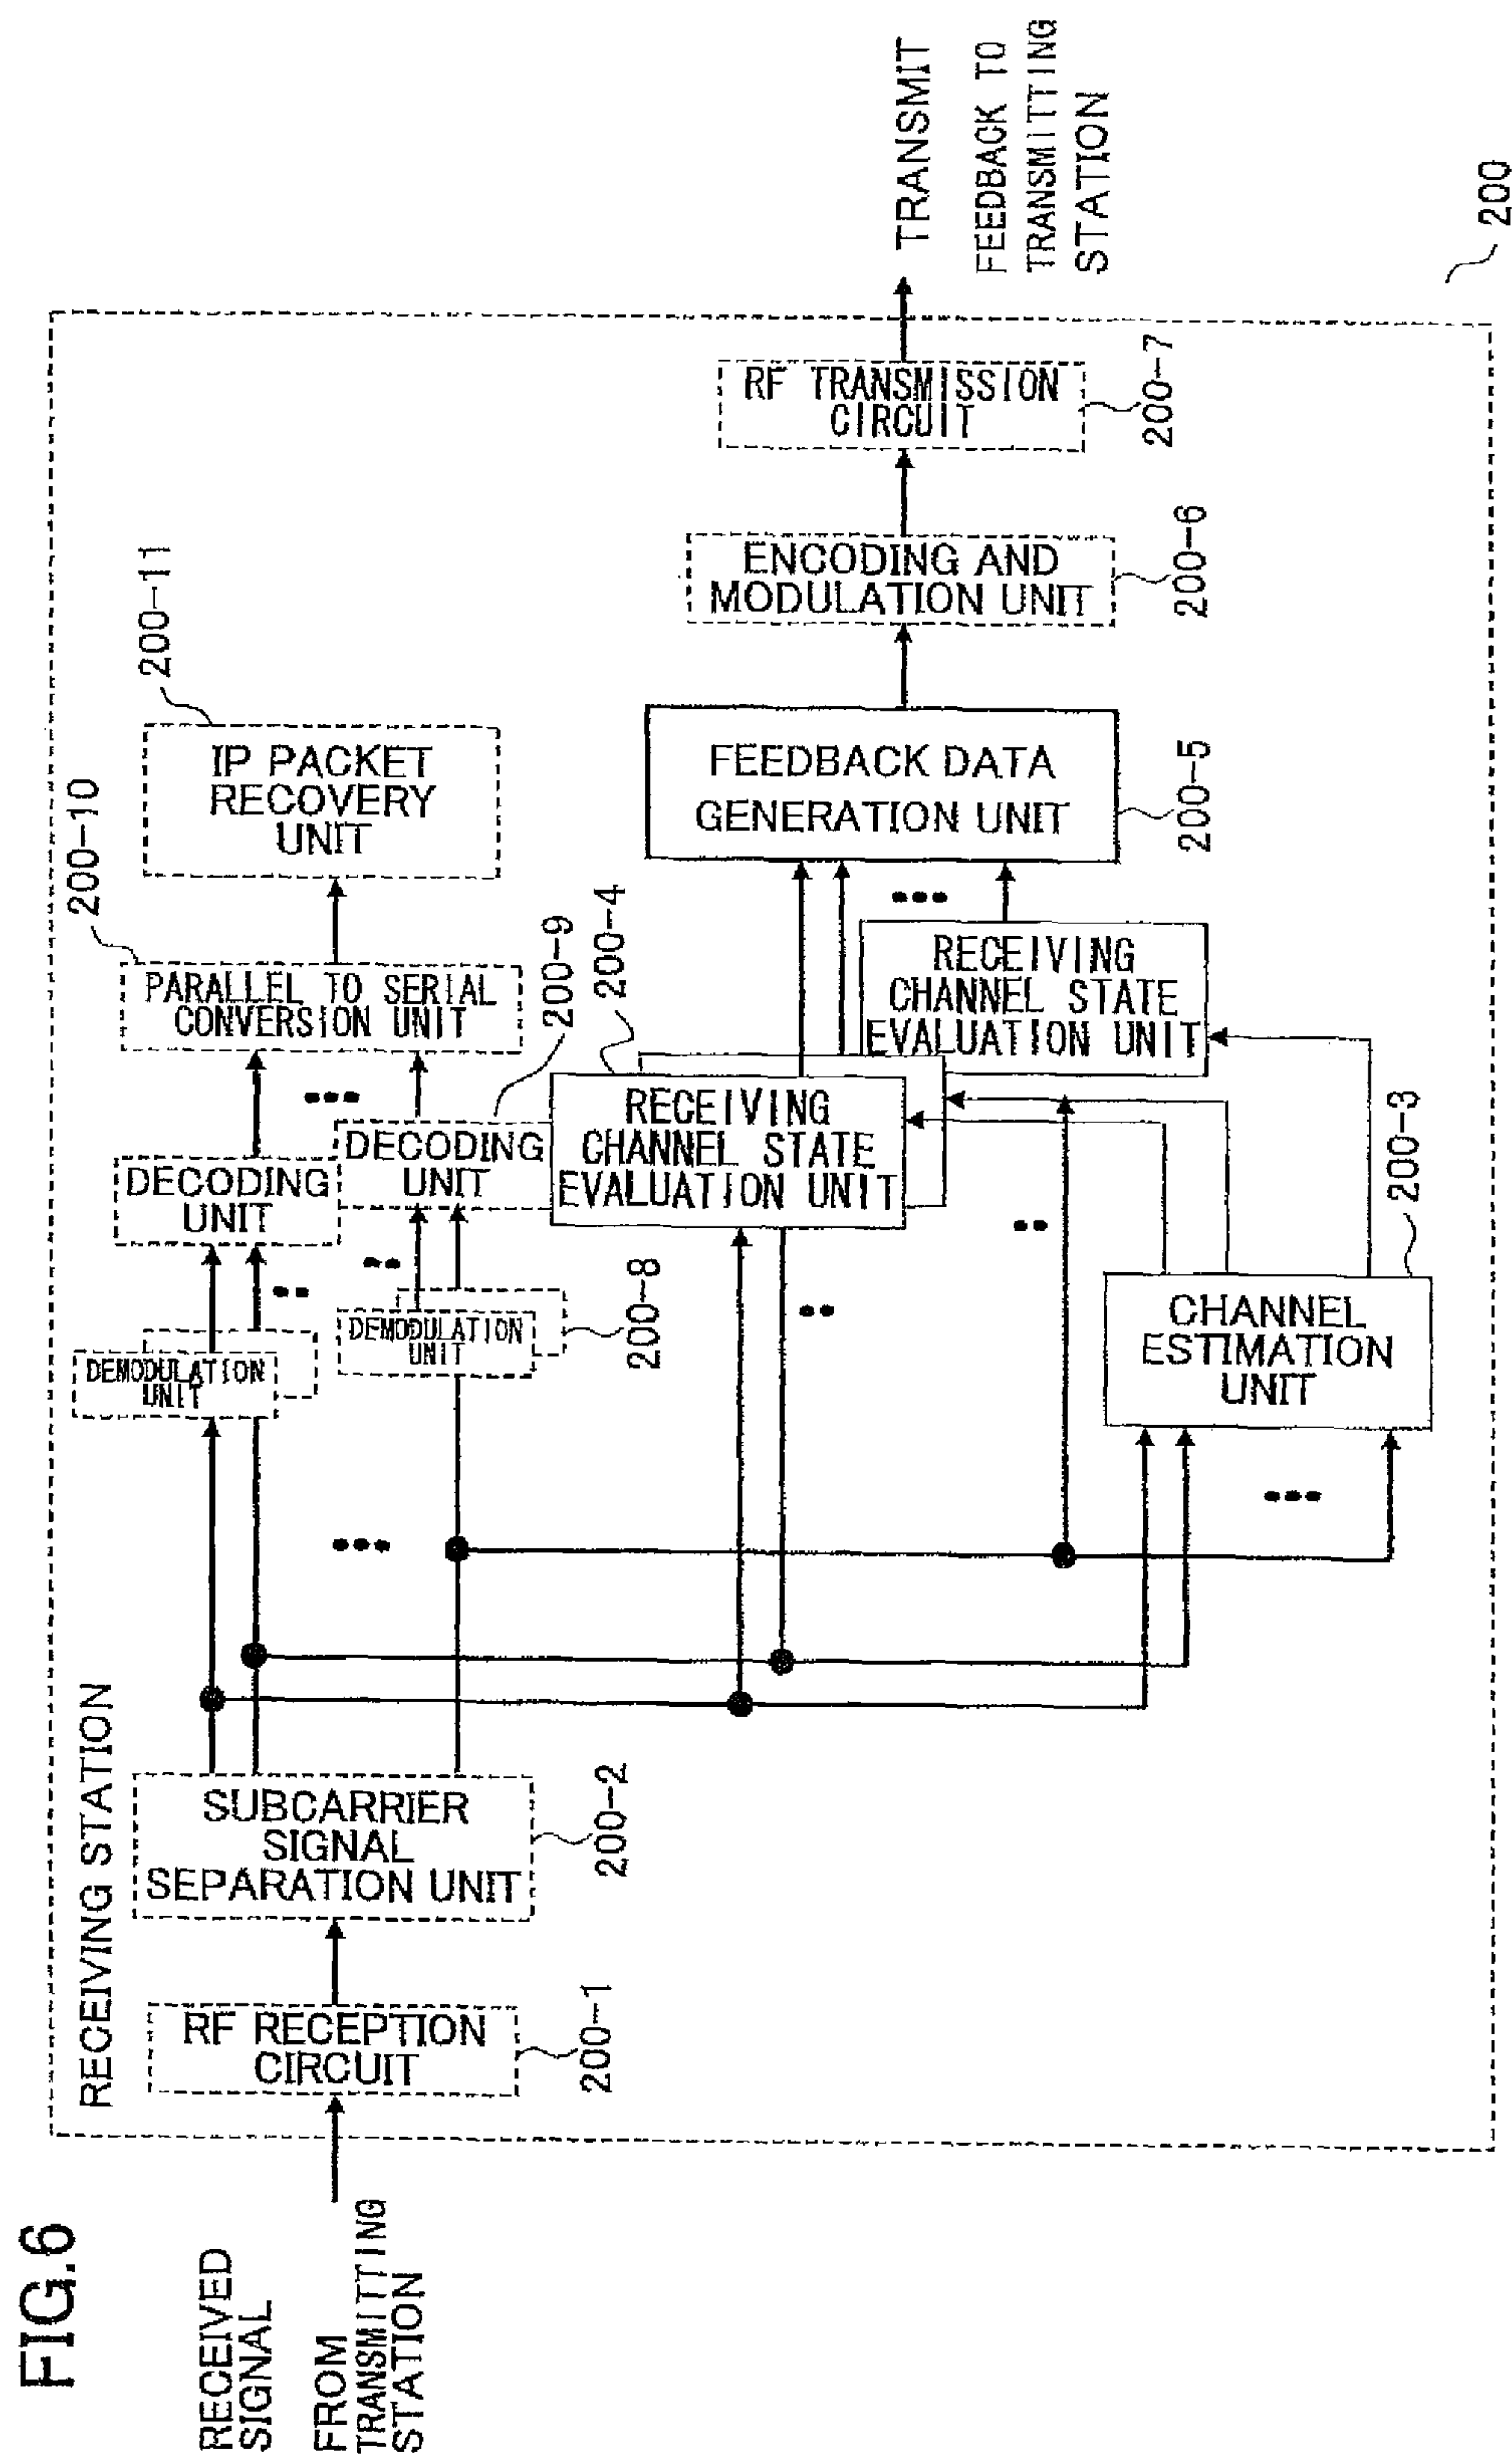 FIG.6
RECEIVED
SIGNAL
FROM
TRANSMITTING
STATION
RECEIVING STATION
RF RECEPTION
CIRCUIT
200-1
SUBCARRIER
SIGNAL
SEPARATION UNIT
200-2
DEMODULATION
UNIT
DEMODULATION
UNIT
200-8
DECODING
UNIT
DECODING
UNIT
200-9
PARALLEL TO SERIAL
CONVERSION UNIT
200-10
IP PACKET
RECOVERY
UNIT
200-11
CHANNEL
ESTIMATION
UNIT
200-3
RECEIVING
CHANNEL STATE
EVALUATION UNIT
200-4
RECEIVING
CHANNEL STATE
EVALUATION UNIT
FEEDBACK DATA
GENERATION UNIT
200-5
ENCODING AND
MODULATION UNIT
200-6
RF TRANSMISSION
CIRCUIT
200-7
TRANSMIT
FEEDBACK TO
TRANSMITTING
STATION
200